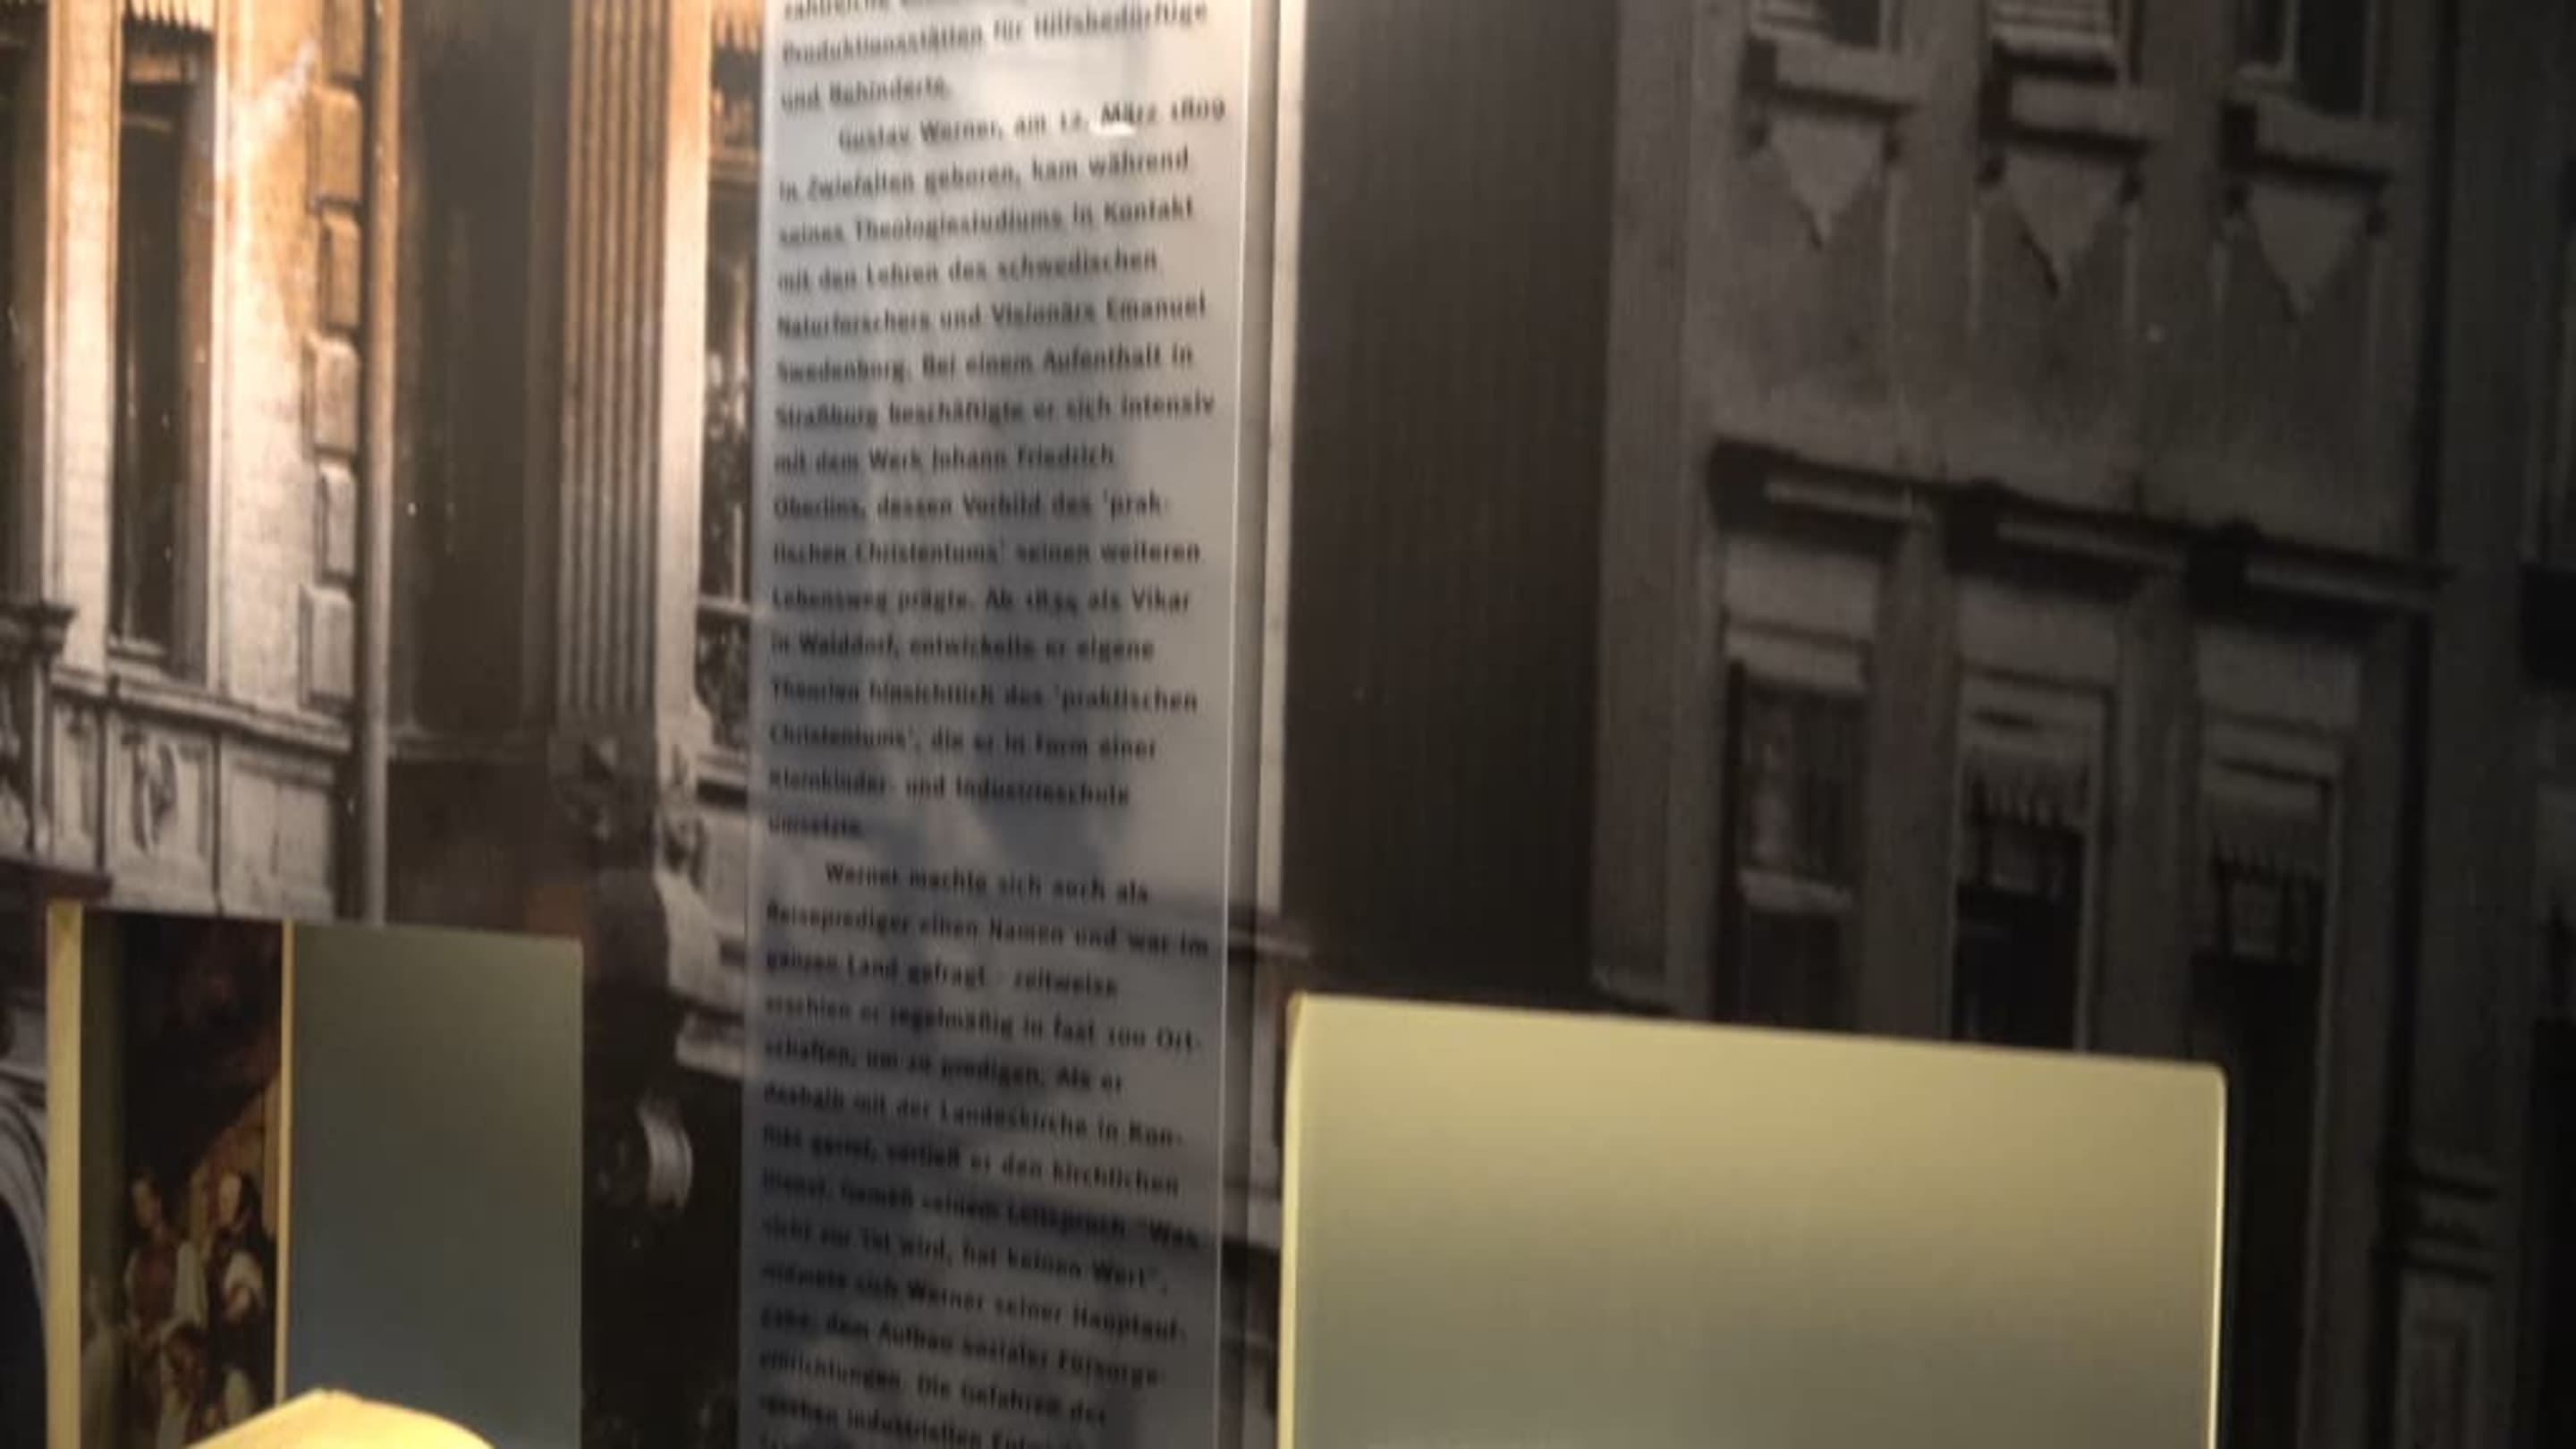 zahlreiche
Produktionsstätten für Hilfsbedürftige
und Behinderte.
Gustav Werner, am 12. März 1809
in Zwiefalten geboren, kam während
seines Theologiestudiums in Kontakt
mit den Lehren des schwedischen
Naturforschers und Visionärs Emanuel
Swedenborg. Bei einem Aufenthalt in
Straßburg beschäftigte er sich intensiv
mit dem Werk Johann Friedrich
Oberlins, dessen Vorbild des 'prak-
tischen Christentums' seinen weiteren
Lebensweg prägte. Ab 1834 als Vikar
in Walddorf, entwickelte er eigene
Theorien hinsichtlich des 'praktischen
Christentums', die er in Form einer
Kleinkinder- und Industrieschule
umsetzte.
Werner machte sich auch als
Reiseprediger einen Namen und war im
ganzen Land gefragt - zeitweise
erschien er regelmäßig in fast 100 Ort-
schaften, um zu predigen. Als er
deshalb mit der Landeskirche in Kon-
flikt geriet, verließ er den kirchlichen
Dienst. Gemäß seinem Leitspruch "Was
nicht zur Tat wird, hat keinen Wert",
widmete sich Werner seiner Hauptauf-
gabe, dem Aufbau sozialer Fürsorge-
einrichtungen. Die Gefahren der
industriellen